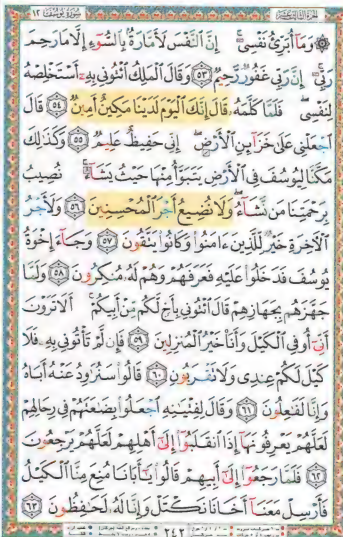 الجزء الثالث عشر سورة يوسف ١٢
۞ وَمَآ أُبَرِّئُ نَفْسِىٓ ۚ إِنَّ ٱلنَّفْسَ لَأَمَّارَةٌۢ بِٱلسُّوٓءِ إِلَّا مَا رَحِمَ
رَبِّىٓ ۚ إِنَّ رَبِّى غَفُورٌ رَّحِيمٌ ٥٣ وَقَالَ ٱلْمَلِكُ ٱئْتُونِى بِهِۦٓ أَسْتَخْلِصْهُ
لِنَفْسِى ۖ فَلَمَّا كَلَّمَهُۥ قَالَ إِنَّكَ ٱلْيَوْمَ لَدَيْنَا مَكِينٌ أَمِينٌ ٥٤ قَالَ
ٱجْعَلْنِى عَلَىٰ خَزَآئِنِ ٱلْأَرْضِ ۖ إِنِّى حَفِيظٌ عَلِيمٌ ٥٥ وَكَذَٰلِكَ
مَكَّنَّا لِيُوسُفَ فِى ٱلْأَرْضِ يَتَبَوَّأُ مِنْهَا حَيْثُ يَشَآءُ ۚ نُصِيبُ
بِرَحْمَتِنَا مَن نَّشَآءُ ۖ وَلَا نُضِيعُ أَجْرَ ٱلْمُحْسِنِينَ ٥٦ وَلَأَجْرُ
ٱلْآخِرَةِ خَيْرٌ لِّلَّذِينَ ءَامَنُوا۟ وَكَانُوا۟ يَتَّقُونَ ٥٧ وَجَآءَ إِخْوَةُ
يُوسُفَ فَدَخَلُوا۟ عَلَيْهِ فَعَرَفَهُمْ وَهُمْ لَهُۥ مُنكِرُونَ ٥٨ وَلَمَّا
جَهَّزَهُم بِجَهَازِهِمْ قَالَ ٱئْتُونِى بِأَخٍ لَّكُم مِّنْ أَبِيكُمْ ۚ أَلَا تَرَوْنَ
أَنِّىٓ أُوفِى ٱلْكَيْلَ وَأَنَا۠ خَيْرُ ٱلْمُنزِلِينَ ٥٩ فَإِن لَّمْ تَأْتُونِى بِهِۦ فَلَا
كَيْلَ لَكُمْ عِندِى وَلَا تَقْرَبُونِ ٦٠ قَالُوا۟ سَنُرَٰوِدُ عَنْهُ أَبَاهُ
وَإِنَّا لَفَٰعِلُونَ ٦١ وَقَالَ لِفِتْيَٰنِهِ ٱجْعَلُوا۟ بِضَٰعَتَهُمْ فِى رِحَالِهِمْ
لَعَلَّهُمْ يَعْرِفُونَهَآ إِذَا ٱنقَلَبُوٓا۟ إِلَىٰٓ أَهْلِهِمْ لَعَلَّهُمْ يَرْجِعُونَ
٦٢ فَلَمَّا رَجَعُوٓا۟ إِلَىٰٓ أَبِيهِمْ قَالُوا۟ يَٰٓأَبَانَا مُنِعَ مِنَّا ٱلْكَيْلُ
فَأَرْسِلْ مَعَنَآ أَخَانَا نَكْتَلْ وَإِنَّا لَهُۥ لَحَٰفِظُونَ ٦٣
٢٤٢